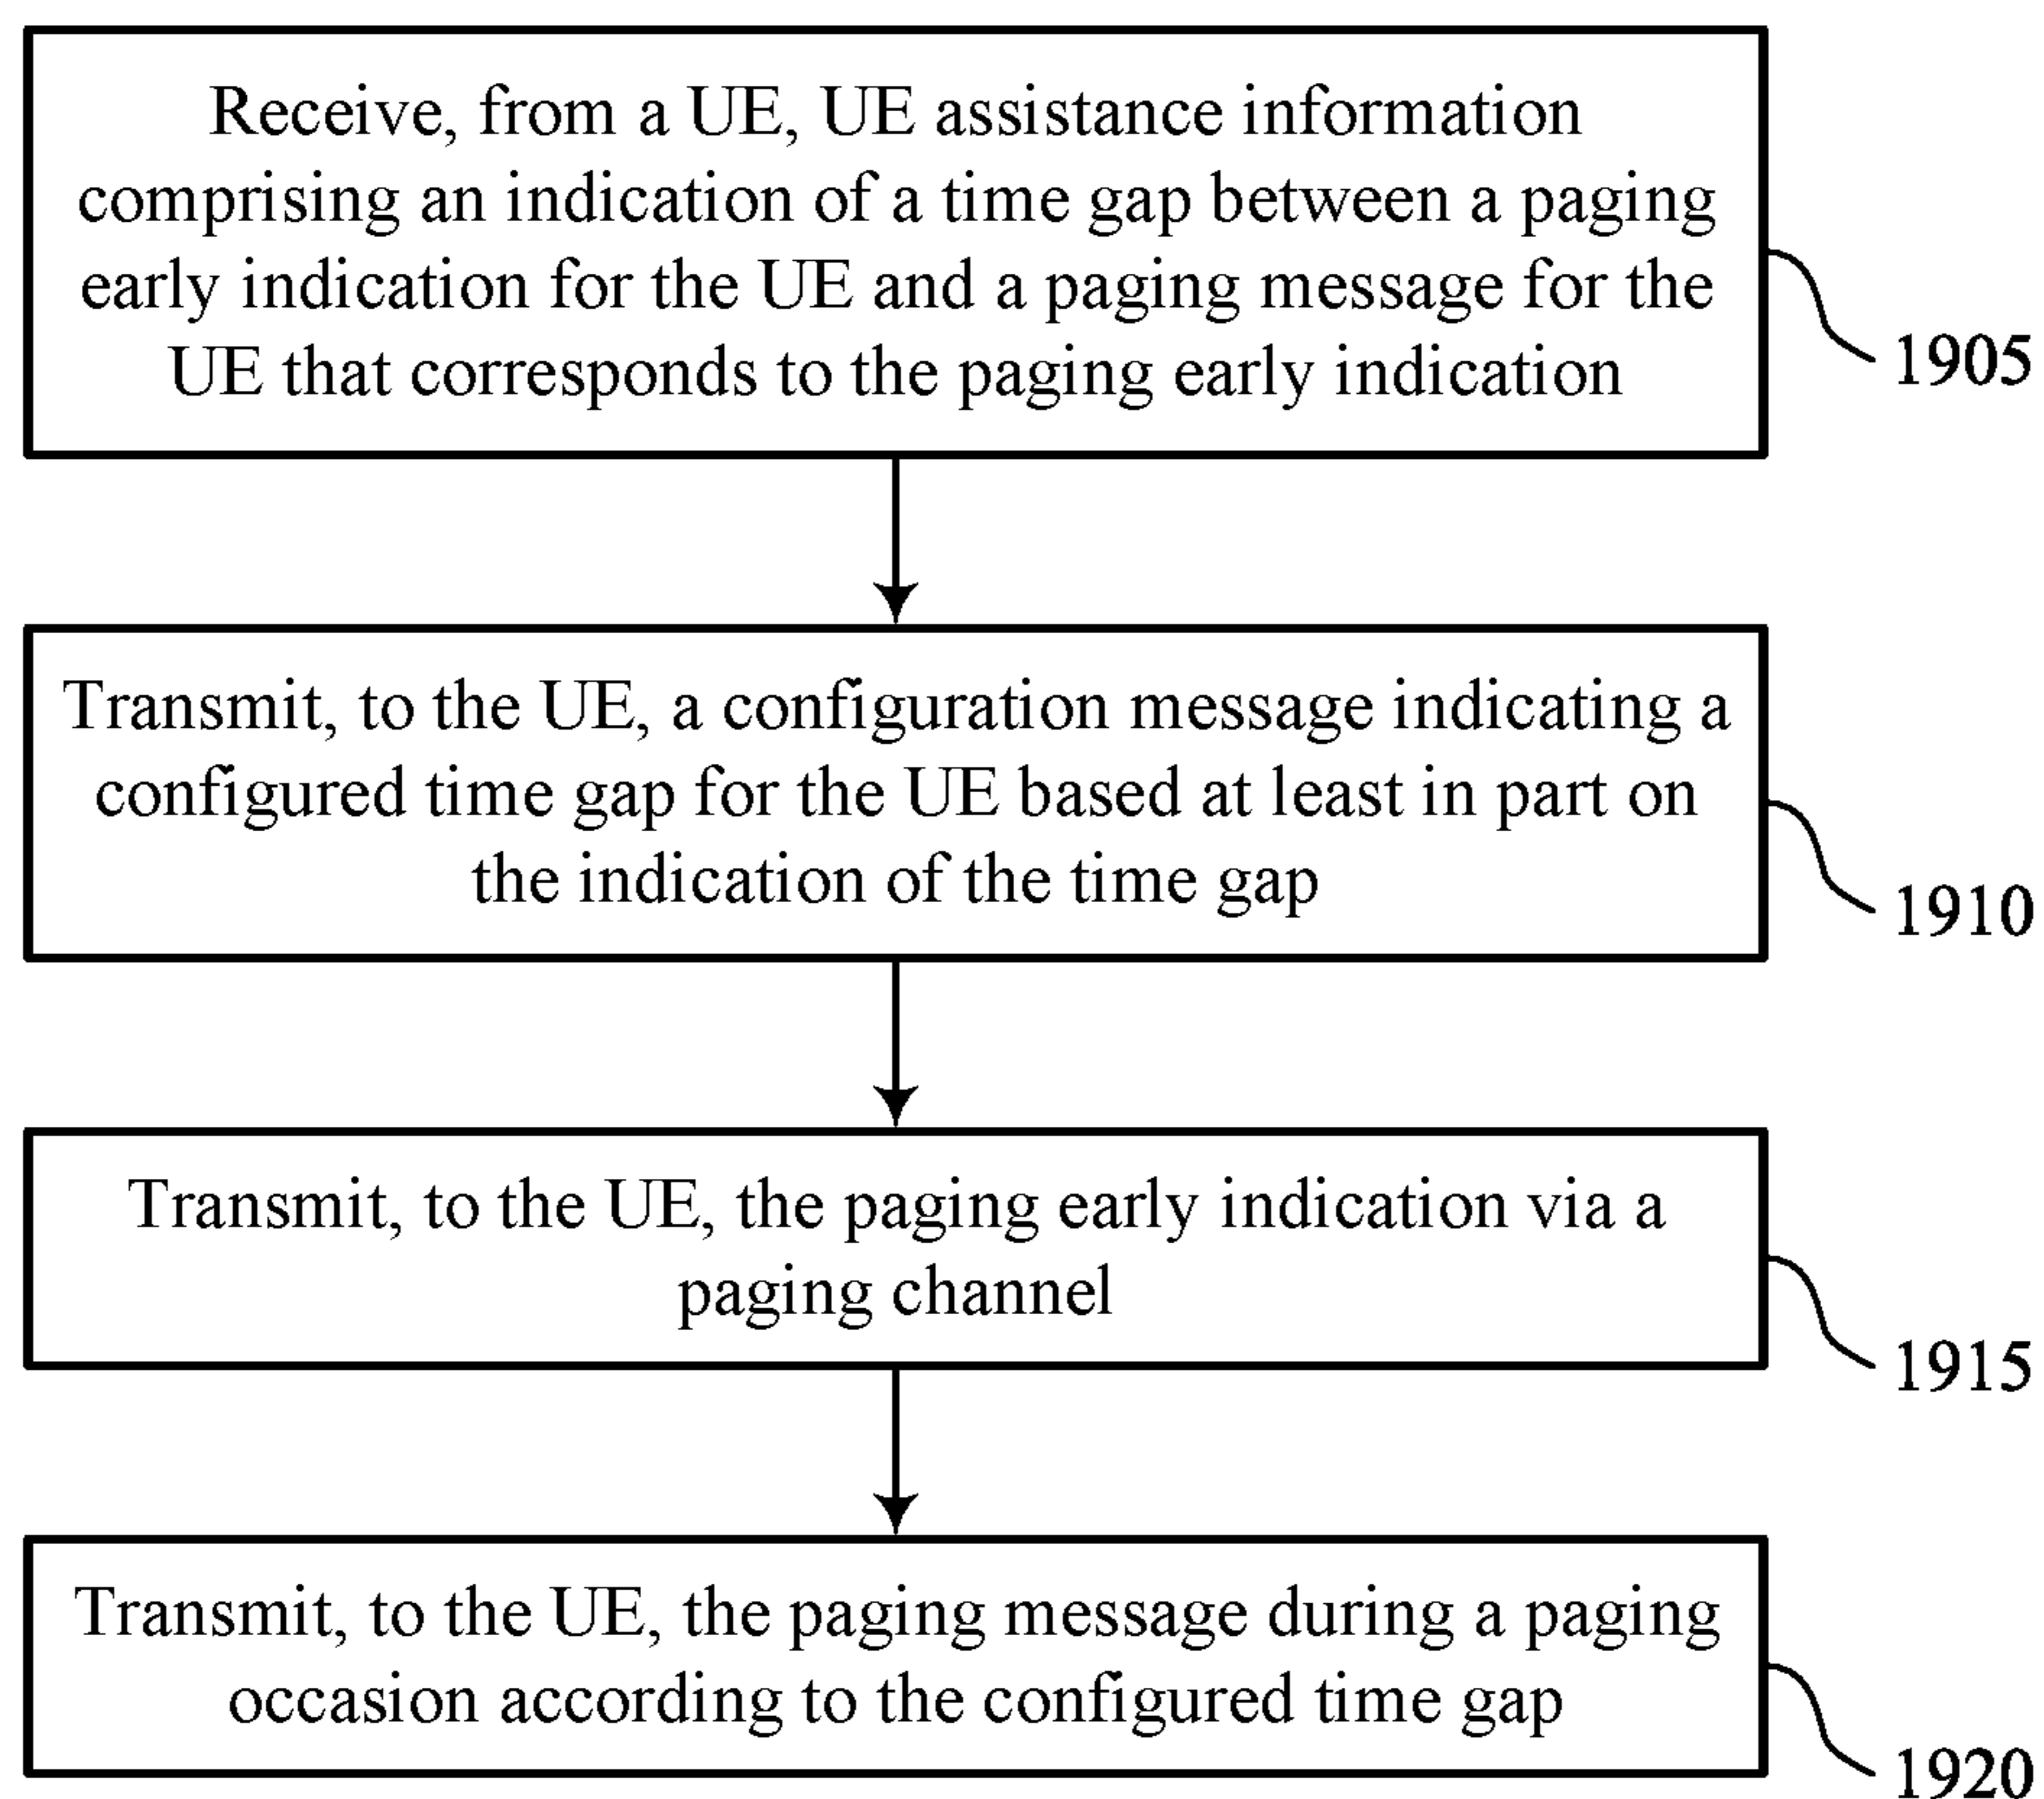 Receive, from a UE, UE assistance information
comprising an indication of a time gap between a paging
early indication for the UE and a paging message for the
UE that corresponds to the paging early indication
1905
Transmit, to the UE, a configuration message indicating a
configured time gap for the UE based at least in part on
the indication of the time gap
1910
Transmit, to the UE, the paging early indication via a
paging channel
1915
Transmit, to the UE, the paging message during a paging
occasion according to the configured time gap
1920